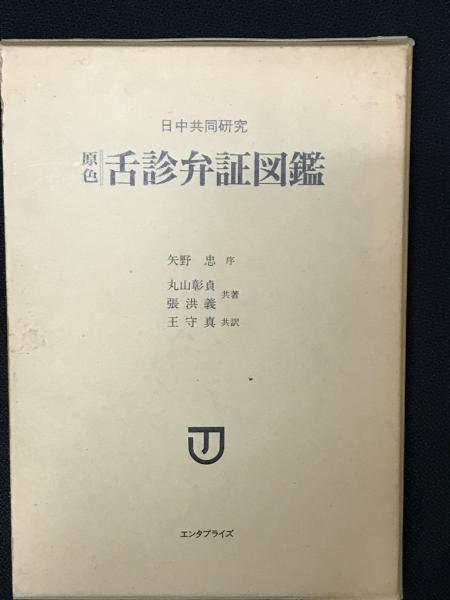 日中共同研究
原色 舌診弁証図鑑
矢野 忠 序
丸山彰貞
張洪義 共著
王守真 共訳
エンタプライズ